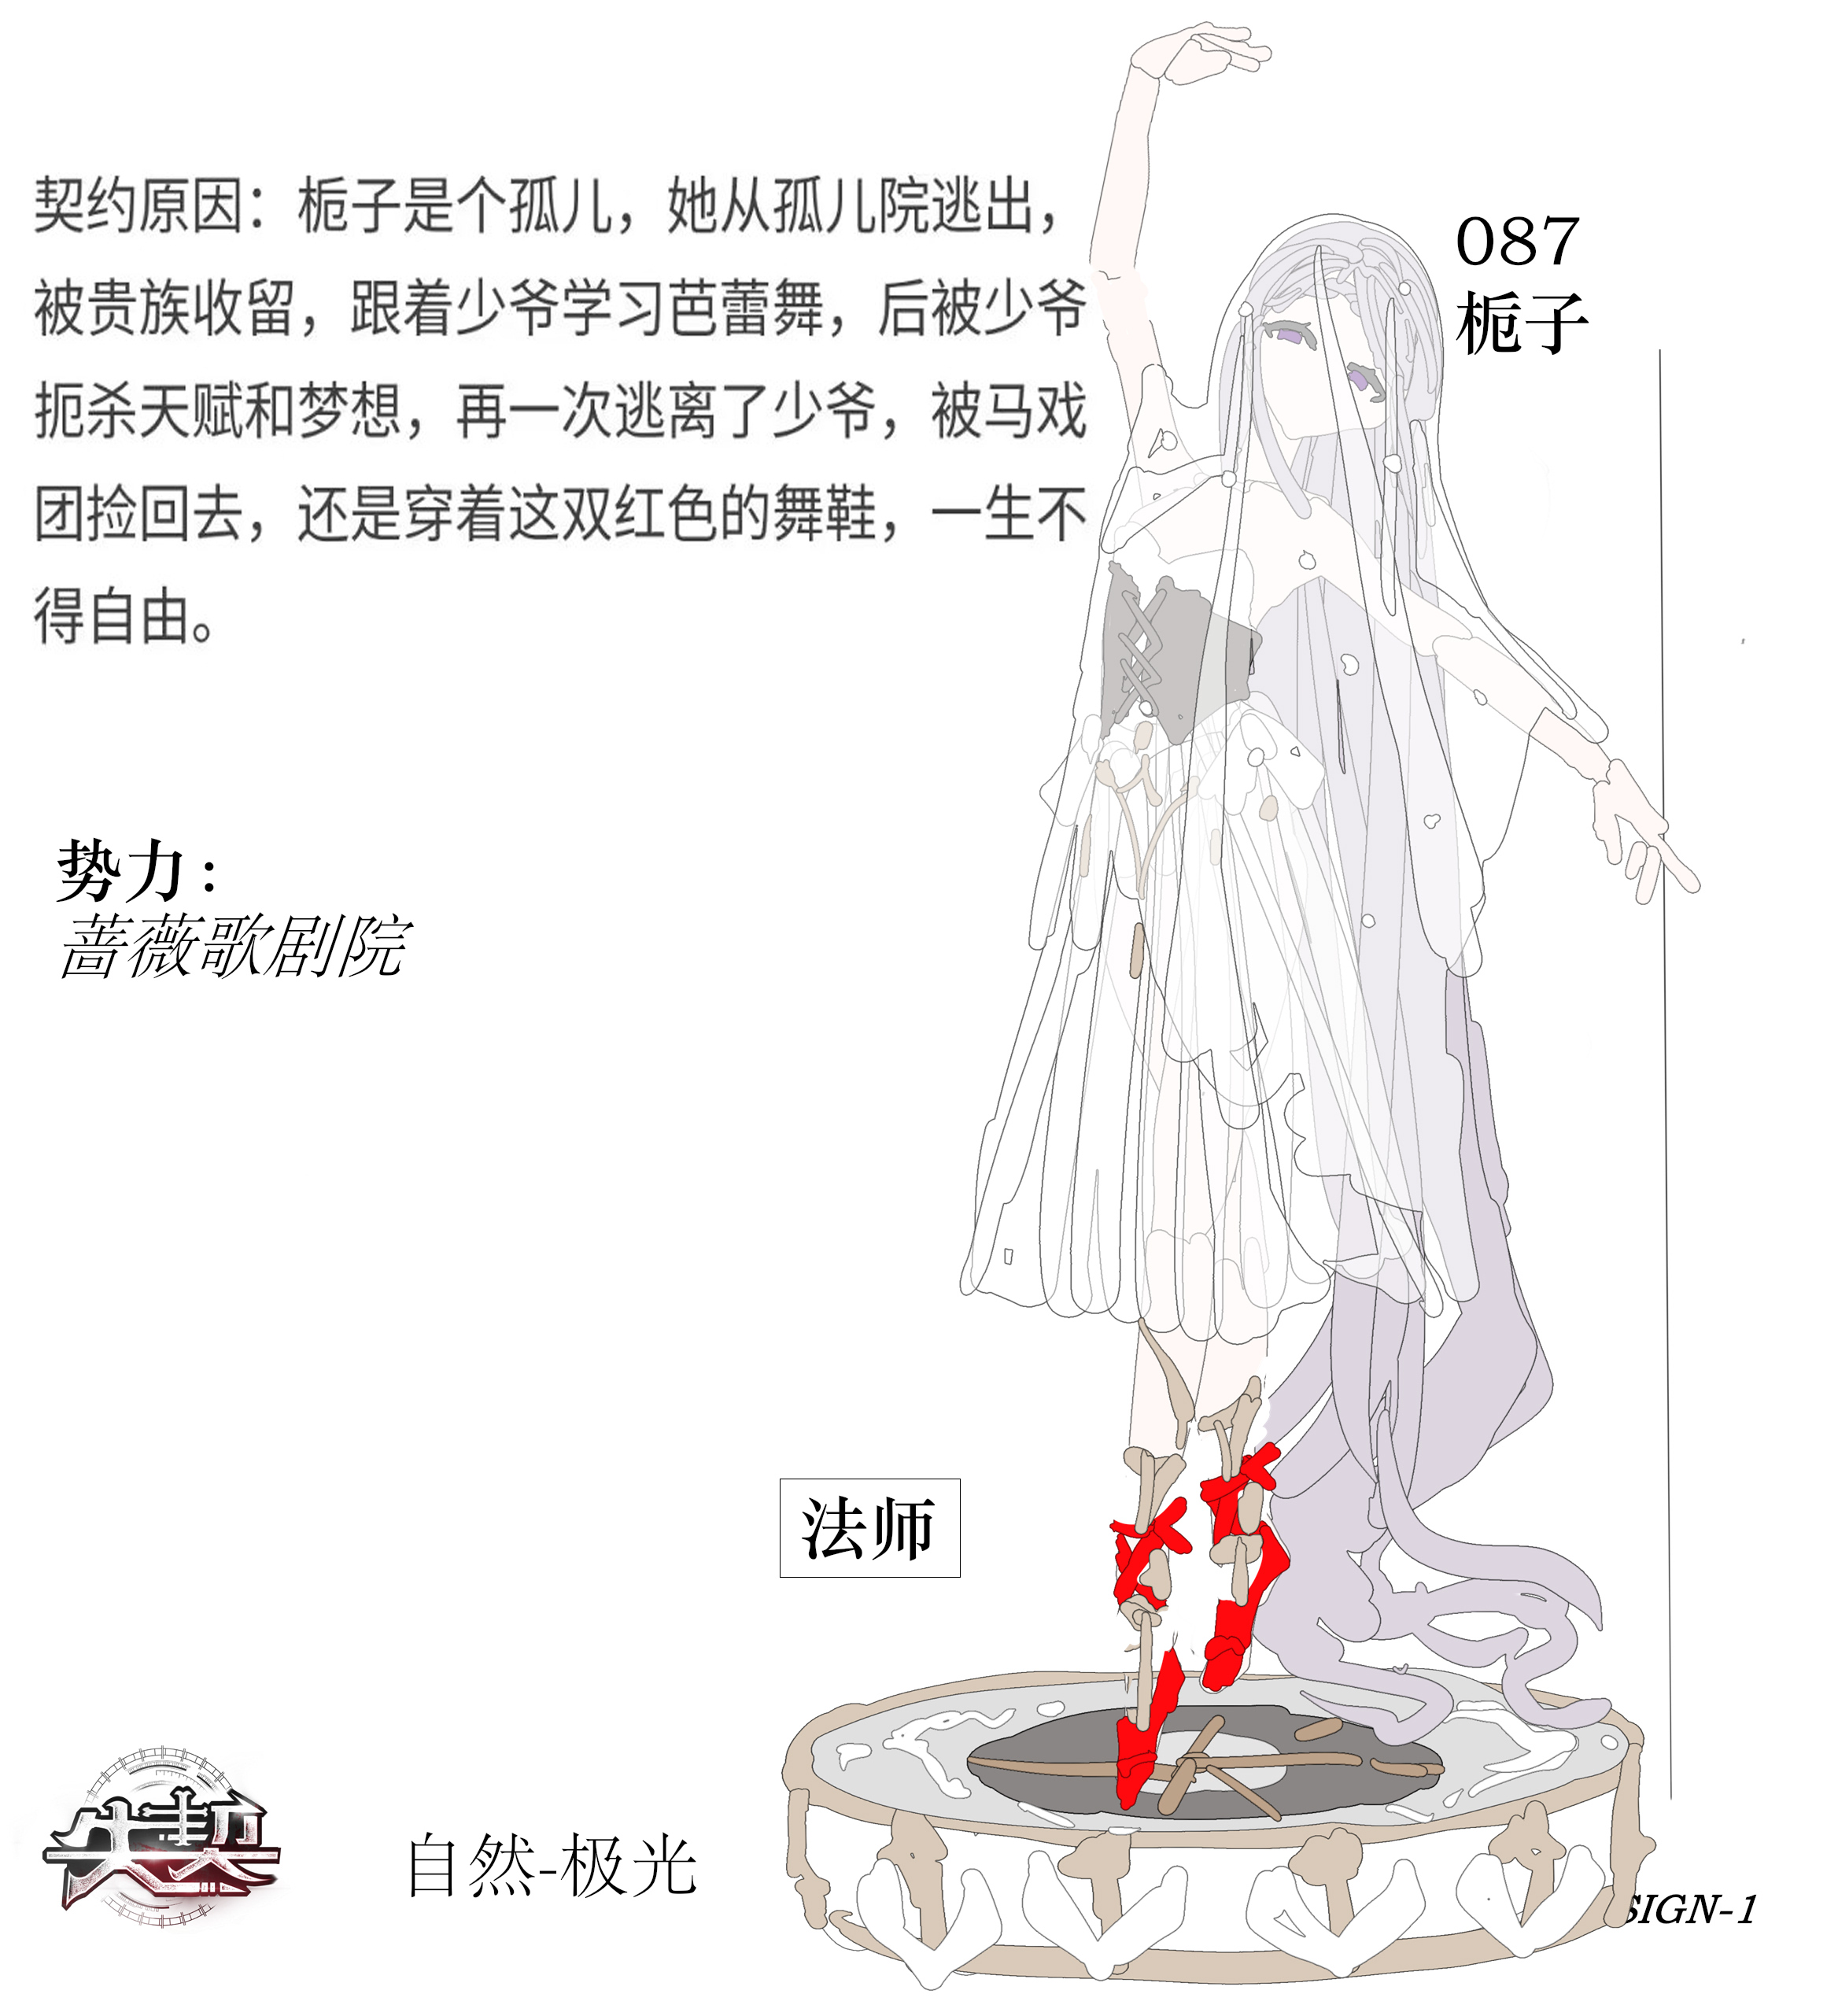 契约原因：栀子是个孤儿，她从孤儿院逃出，
被贵族收留，跟着少爷学习芭蕾舞，后被少爷
扼杀天赋和梦想，再一次逃离了少爷，被马戏
团捡回去，还是穿着这双红色的舞鞋，一生不
得自由。
087
栀子
势力：
蔷薇歌剧院
法师
失契
自然-极光
SIGN-1